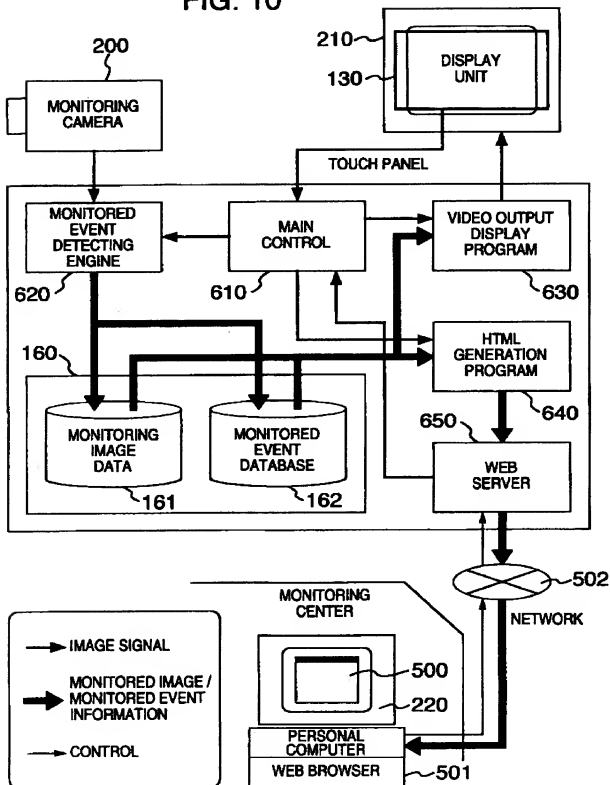 FIG. 10
200
MONITORING
CAMERA
210
130
DISPLAY
UNIT
TOUCH PANEL
MONITORED
EVENT
DETECTING
ENGINE
620
MAIN
CONTROL
610
VIDEO OUTPUT
DISPLAY
PROGRAM
630
160
MONITORING
IMAGE
DATA
161
MONITORED
EVENT
DATABASE
162
HTML
GENERATION
PROGRAM
640
650
WEB
SERVER
502
NETWORK
MONITORING
CENTER
500
220
PERSONAL
COMPUTER
WEB BROWSER
501
IMAGE SIGNAL
MONITORED IMAGE /
MONITORED EVENT
INFORMATION
CONTROL